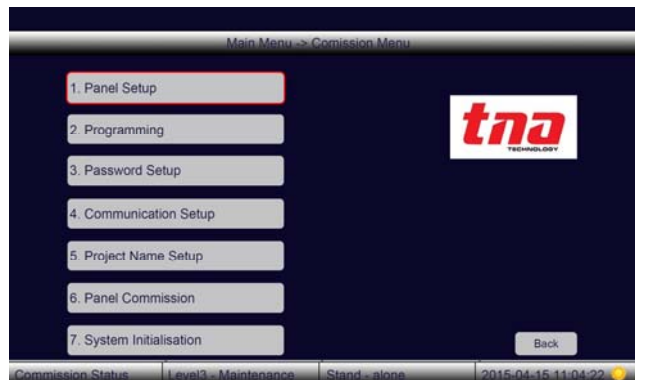 Main Menu -> Comission Menu
1. Panel Setup
2. Programming
3. Password Setup
4. Communication Setup
5. Project Name Setup
6. Panel Commission
7. System Initialisation
tna
TECHNOLOGY
Back
Commission Status Level3 - Maintenance Stand - alone 2015-04-15 11:04:22